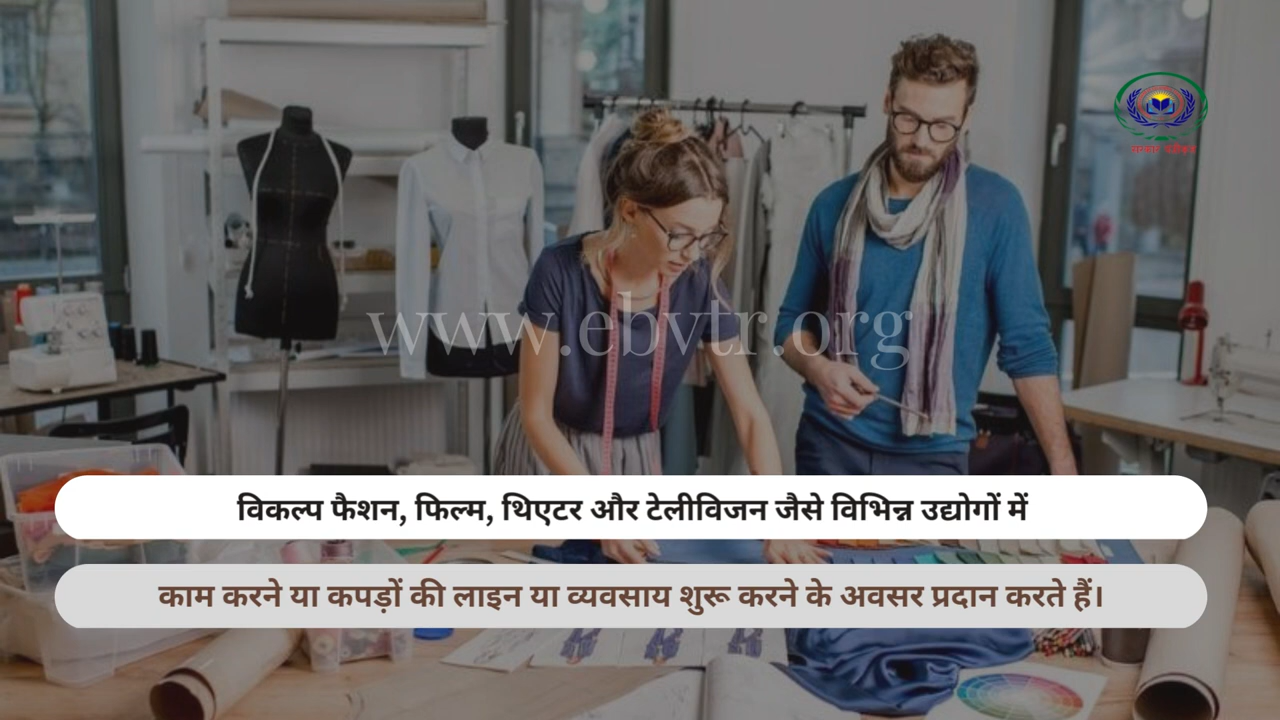 www.ebvtr.org
विकल्प फैशन, फिल्म, थिएटर और टेलीविजन जैसे विभिन्न उद्योगों में
काम करने या कपड़ों की लाइन या व्यवसाय शुरू करने के अवसर प्रदान करते हैं।